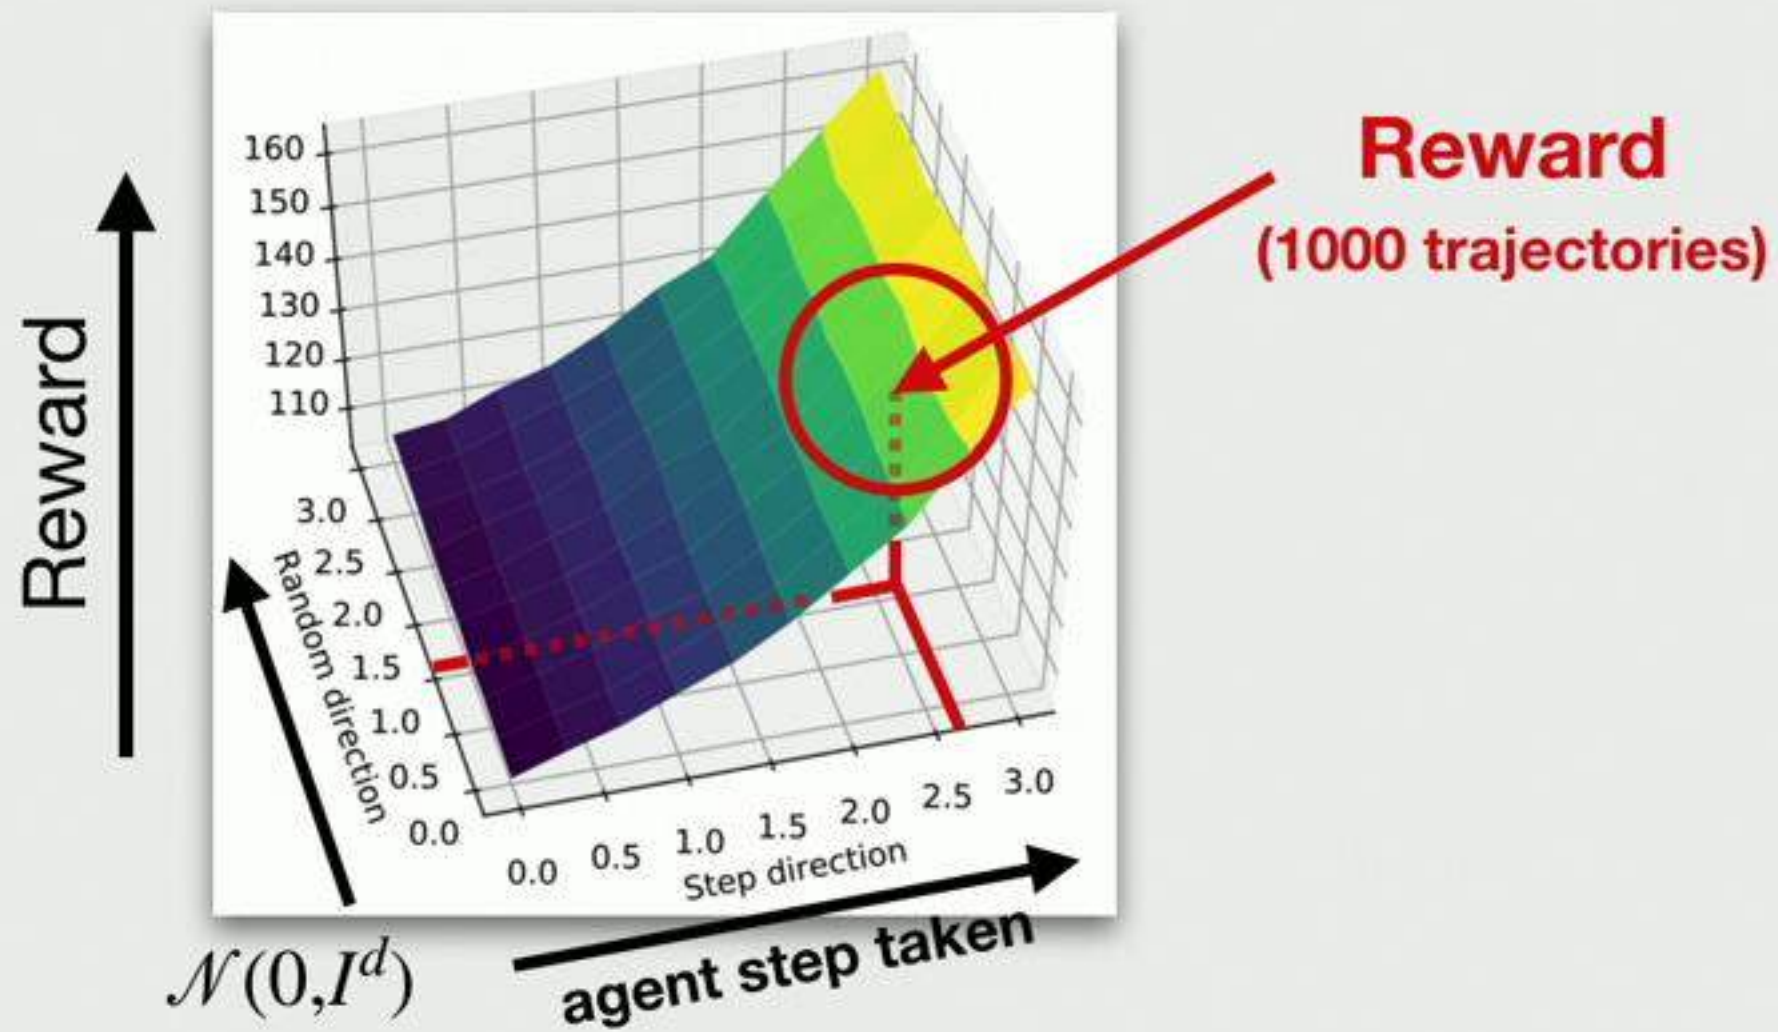 Reward
160
150
140
130
120
110
3.0
2.5
2.0
1.5
1.0
0.5
0.0
Random direction
0.0 0.5 1.0 1.5 2.0 2.5 3.0
Step direction
Reward
(1000 trajectories)
𝒩(0,I^d)
agent step taken